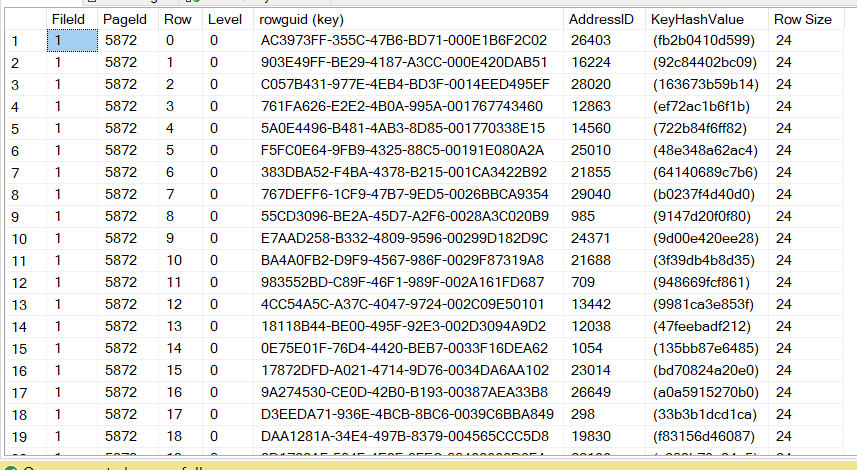 FileId PageId Row Level rowguid (key) AddressID KeyHashValue Row Size
1 1 5872 0 0 AC3973FF-355C-47B6-BD71-000E1B6F2C02 26403 (fb2b0410d599) 24
2 1 5872 1 0 903E49FF-BE29-4187-A3CC-000E420DAB51 16224 (92c84402bc09) 24
3 1 5872 2 0 C057B431-977E-4EB4-BD3F-0014EED495EF 28020 (163673b59b14) 24
4 1 5872 3 0 761FA626-E2E2-4B0A-995A-001767743460 12863 (ef72ac1b6f1b) 24
5 1 5872 4 0 5A0E4496-B481-4AB3-8D85-001770338E15 14560 (722b84f6ff82) 24
6 1 5872 5 0 F5FC0E64-9FB9-4325-88C5-00191E080A2A 25010 (48e348a62ac4) 24
7 1 5872 6 0 383DBA52-F4BA-4378-B215-001CA3422B92 21855 (64140689c7b6) 24
8 1 5872 7 0 767DEFF6-1CF9-47B7-9ED5-0026BBCA9354 29040 (b0237f4d40d0) 24
9 1 5872 8 0 55CD3096-BE2A-45D7-A2F6-0028A3C020B9 985 (9147d20f0f80) 24
10 1 5872 9 0 E7AAD258-B332-4809-9596-00299D182D9C 24371 (9d00e420ee28) 24
11 1 5872 10 0 BA4A0FB2-D9F9-4567-986F-0029F87319A8 21688 (3f39db4b8d35) 24
12 1 5872 11 0 983552BD-C89F-46F1-989F-002A161FD687 709 (948669fcf861) 24
13 1 5872 12 0 4CC54A5C-A37C-4047-9724-002C09E50101 13442 (9981ca3e853f) 24
14 1 5872 13 0 18118B44-BE00-495F-92E3-002D3094A9D2 12038 (47feebadf212) 24
15 1 5872 14 0 0E75E01F-76D4-4420-BEB7-0033F16DEA62 1054 (135bb87e6485) 24
16 1 5872 15 0 17872DFD-A021-4714-9D76-0034DA6AA102 23014 (bd70824a20e0) 24
17 1 5872 16 0 9A274530-CE0D-42B0-B193-00387AEA33B8 26649 (a0a5915270b0) 24
18 1 5872 17 0 D3EEDA71-936E-4BCB-8BC6-0039C6BBA849 298 (33b3b1dcd1ca) 24
19 1 5872 18 0 DAA1281A-34E4-497B-8379-004565CCC5D8 19830 (f83156d46087) 24